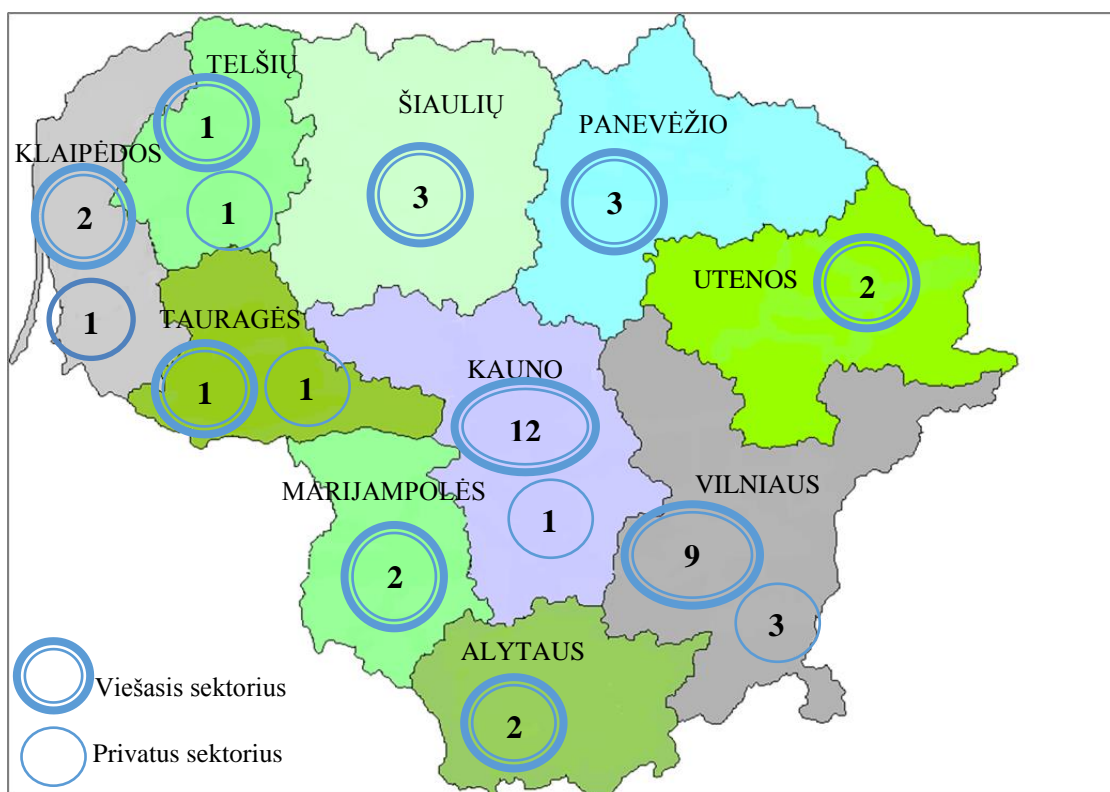 TELŠIŲ
1
1
ŠIAULIŲ
3
PANEVĖŽIO
3
KLAIPĖDOS
2
1
UTENOS
2
TAURAGĖS
1
1
KAUNO
12
1
MARIJAMPOLĖS
2
VILNIAUS
9
3
ALYTAUS
2
Viešasis sektorius
Privatus sektorius